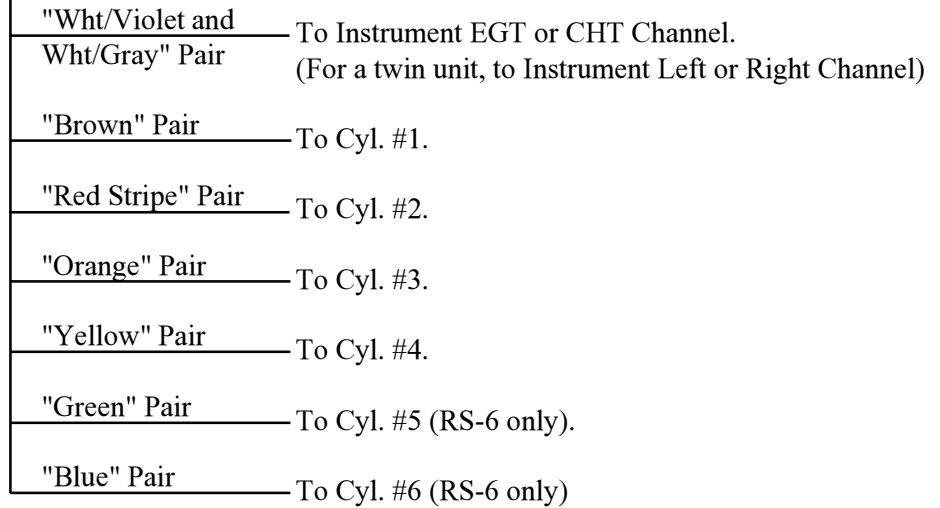 "Wht/Violet and
Wht/Gray" Pair
To Instrument EGT or CHT Channel.
(For a twin unit, to Instrument Left or Right Channel)
"Brown" Pair
To Cyl. #1.
"Red Stripe" Pair
To Cyl. #2.
"Orange" Pair
To Cyl. #3.
"Yellow" Pair
To Cyl. #4.
"Green" Pair
To Cyl. #5 (RS-6 only).
"Blue" Pair
To Cyl. #6 (RS-6 only)